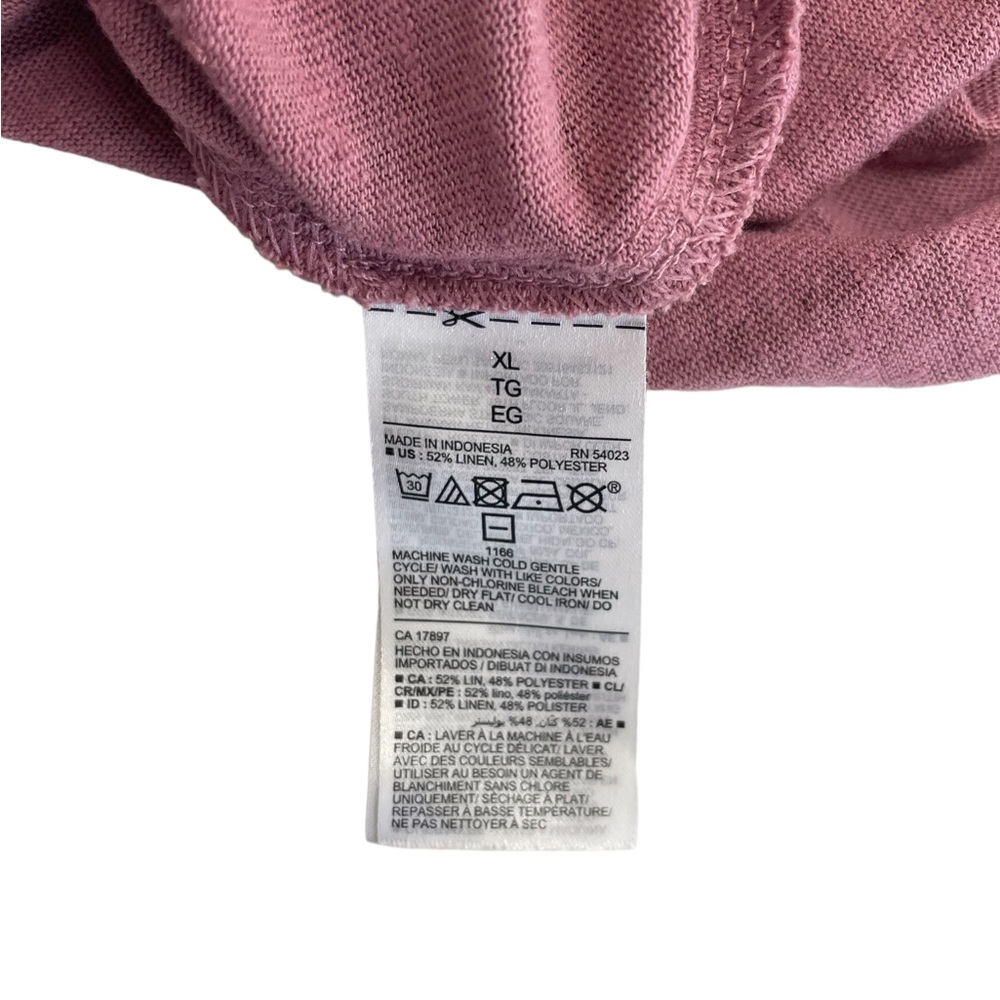 XL
TG
EG
MADE IN INDONESIA RN 54023
■ US : 52% LINEN, 48% POLYESTER
30 ®
1166
MACHINE WASH COLD GENTLE
CYCLE/ WASH WITH LIKE COLORS/
ONLY NON-CHLORINE BLEACH WHEN
NEEDED/ DRY FLAT/ COOL IRON/ DO
NOT DRY CLEAN
CA 17897
HECHO EN INDONESIA CON INSUMOS
IMPORTADOS / DIBUAT DI INDONESIA
■ CA : 52% LIN, 48% POLYESTER ■ CL/
CR/MX/PE : 52% lino, 48% poliéster
■ ID : 52% LINEN, 48% POLISTER
■ AE : 52% كتان, 48% بوليستر
■ CA : LAVER À LA MACHINE À L'EAU
FROIDE AU CYCLE DÉLICAT/ LAVER
AVEC DES COULEURS SEMBLABLES/
UTILISER AU BESOIN UN AGENT DE
BLANCHIMENT SANS CHLORE
UNIQUEMENT/ SÉCHAGE À PLAT/
REPASSER À BASSE TEMPÉRATURE/
NE PAS NETTOYER À SEC